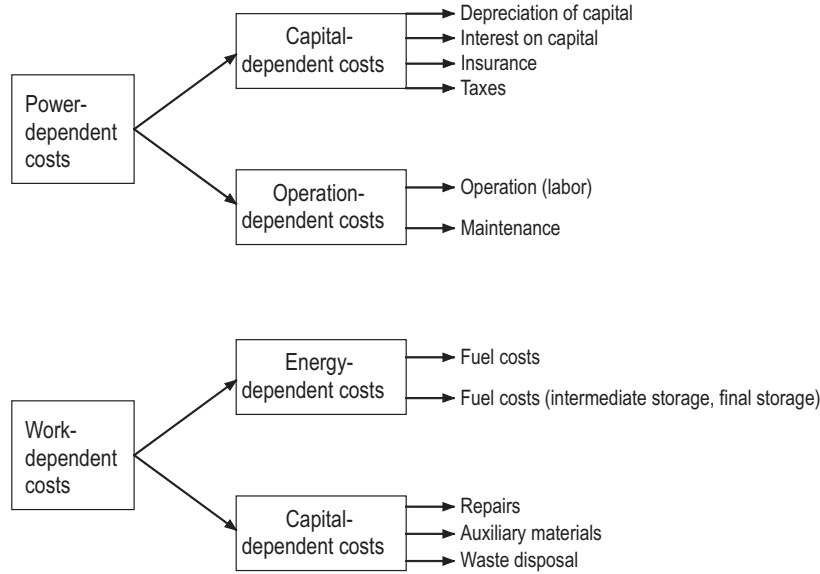 Power-
dependent
costs
Capital-
dependent costs
Depreciation of capital
Interest on capital
Insurance
Taxes
Operation-
dependent costs
Operation (labor)
Maintenance
Work-
dependent
costs
Energy-
dependent costs
Fuel costs
Fuel costs (intermediate storage, final storage)
Capital-
dependent costs
Repairs
Auxiliary materials
Waste disposal